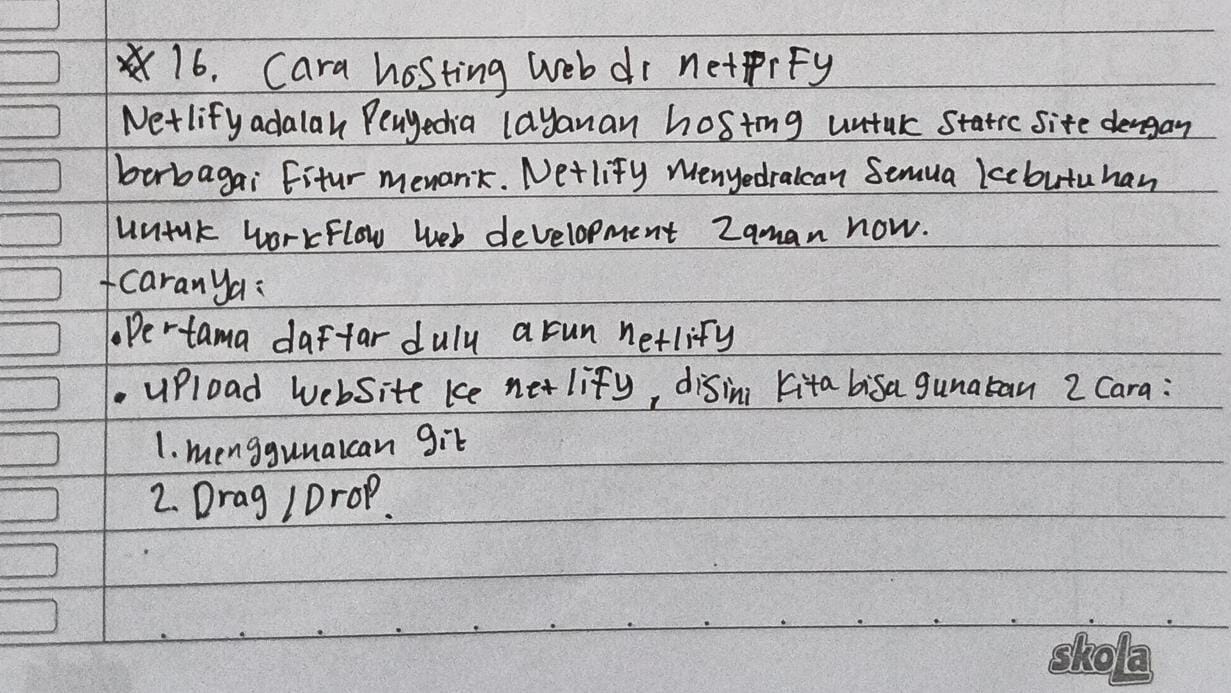 * 16. Cara hosting web di netlify
Netlify adalah Penyedia layanan hosting untuk Static Site dengan
berbagai Fitur menarik. Netlify Menyediakan Semua kebutuhan
untuk workflow web development Zaman now.
-caranya:
• Pertama daftar dulu akun netlify
• upload website ke netlify, disini kita bisa gunakan 2 Cara:
1. menggunakan git
2. Drag / Drop.
skola